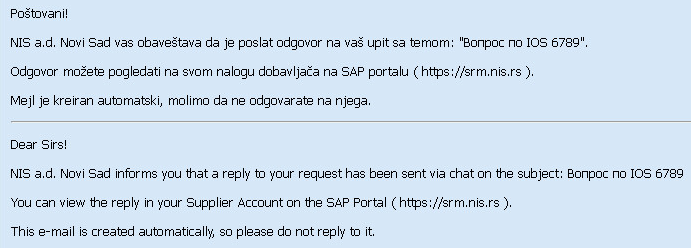 Poštovani!
NIS a.d. Novi Sad vas obaveštava da je poslat odgovor na vaš upit sa temom: "Вопрос по IOS 6789".
Odgovor možete pogledati na svom nalogu dobavljača na SAP portalu ( https://srm.nis.rs ).
Mejl je kreiran automatski, molimo da ne odgovarate na njega.
Dear Sirs!
NIS a.d. Novi Sad informs you that a reply to your request has been sent via chat on the subject: Вопрос по IOS 6789
You can view the reply in your Supplier Account on the SAP Portal ( https://srm.nis.rs ).
This e-mail is created automatically, so please do not reply to it.